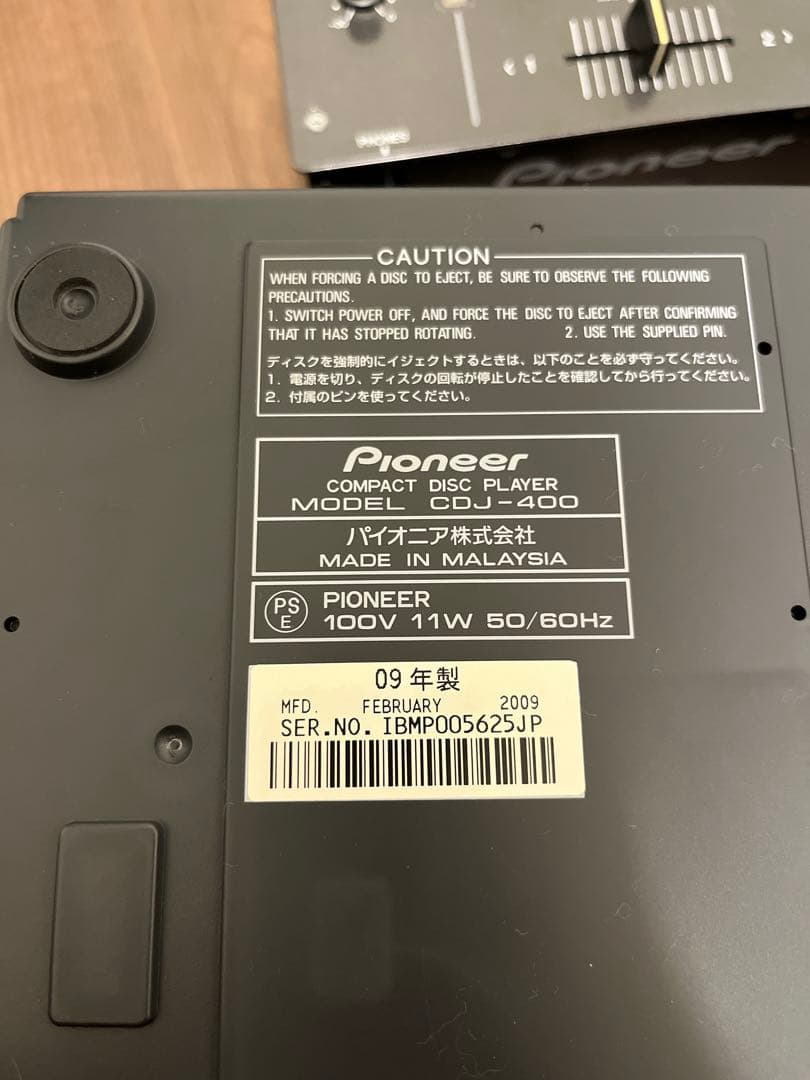 PHONES
Pioneer
CAUTION
WHEN FORCING A DISC TO EJECT, BE SURE TO OBSERVE THE FOLLOWING
PRECAUTIONS.
1. SWITCH POWER OFF, AND FORCE THE DISC TO EJECT AFTER CONFIRMING
THAT IT HAS STOPPED ROTATING. 2. USE THE SUPPLIED PIN.
ディスクを強制的にイジェクトするときは、以下のことを必ず守ってください。
1. 電源を切り、ディスクの回転が停止したことを確認してから行ってください。
2. 付属のピンを使ってください。
Pioneer
COMPACT DISC PLAYER
MODEL CDJ-400
パイオニア株式会社
MADE IN MALAYSIA
PS
E
PIONEER
100V 11W 50/60Hz
09年製
MFD. FEBRUARY 2009
SER.NO. IBMP005625JP